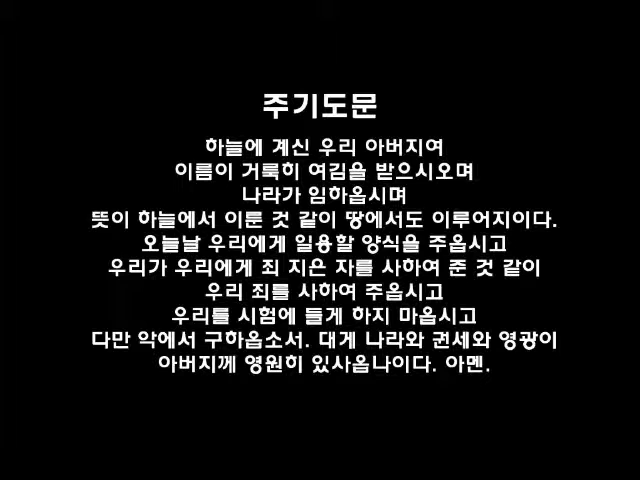 주기도문
하늘에 계신 우리 아버지여
이름이 거룩히 여김을 받으시오며
나라가 임하옵시며
뜻이 하늘에서 이룬 것 같이 땅에서도 이루어지이다.
오늘날 우리에게 일용할 양식을 주옵시고
우리가 우리에게 죄 지은 자를 사하여 준 것 같이
우리 죄를 사하여 주옵시고
우리를 시험에 들게 하지 마옵시고
다만 악에서 구하옵소서. 대게 나라와 권세와 영광이
아버지께 영원히 있사옵나이다. 아멘.